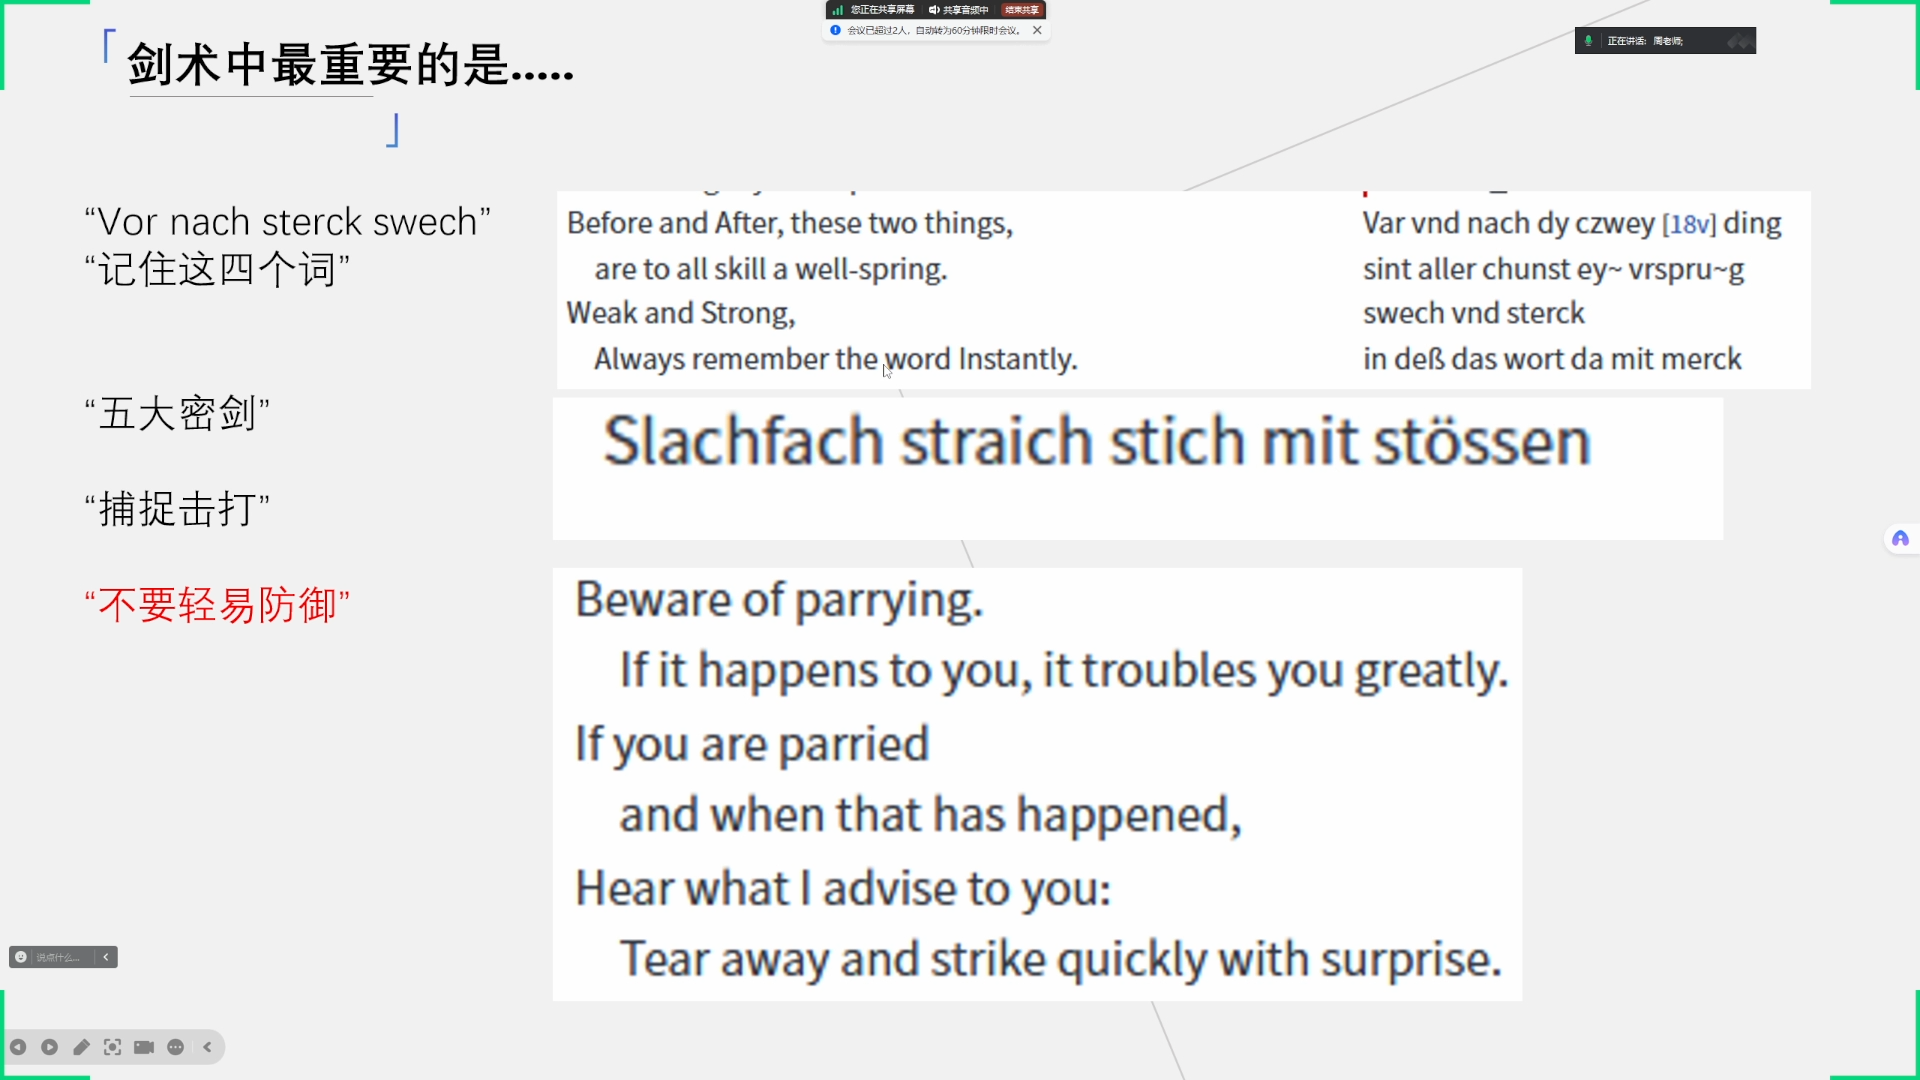 您正在共享屏幕 共享音频中 结束共享
会议已超过2人，自动转为60分钟限时会议。
正在讲话: 周老师;
「剑术中最重要的是.....
」
“Vor nach sterck swech”
“记住这四个词”
“五大密剑”
“捕捉击打”
“不要轻易防御”
Before and After, these two things,
are to all skill a well-spring.
Weak and Strong,
Always remember the word Instantly.
Var vnd nach dy czwey [18v] ding
sint aller chunst ey~ vrspru~g
swech vnd sterck
in deß das wort da mit merck
Slachfach straich stich mit stössen
Beware of parrying.
If it happens to you, it troubles you greatly.
If you are parried
and when that has happened,
Hear what I advise to you:
Tear away and strike quickly with surprise.
说点什么...